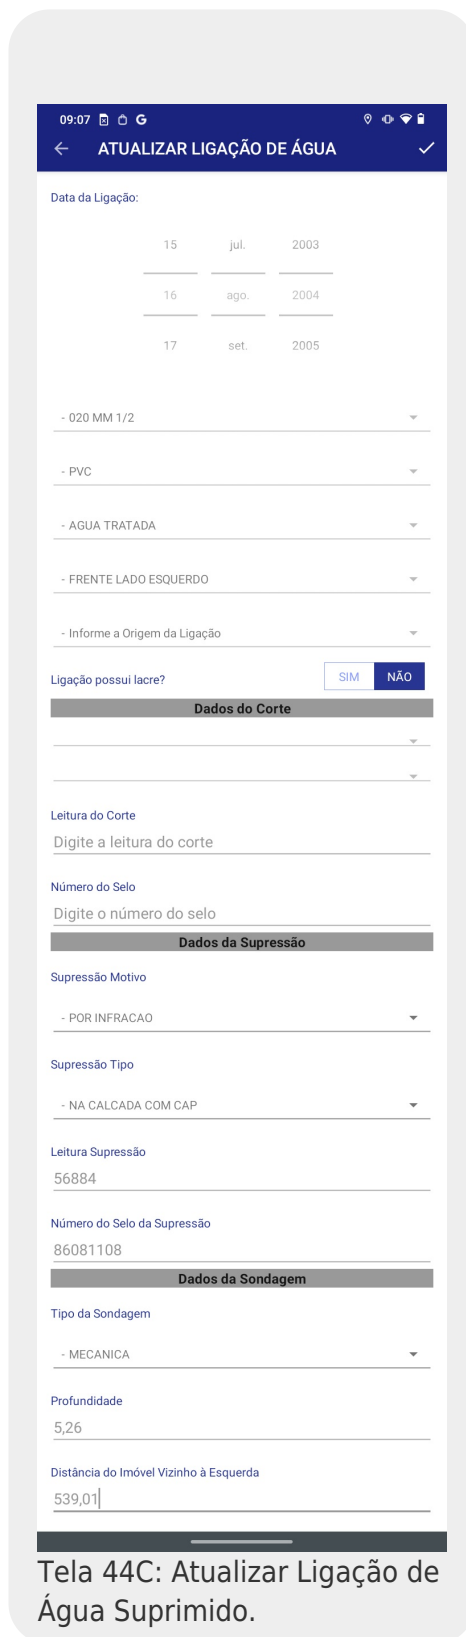 09:07 G
ATUALIZAR LIGAÇÃO DE ÁGUA
Data da Ligação:
15 jul. 2003
16 ago. 2004
17 set. 2005
- 020 MM 1/2
- PVC
- AGUA TRATADA
- FRENTE LADO ESQUERDO
- Informe a Origem da Ligação
Ligação possui lacre? SIM NÃO
Dados do Corte
Leitura do Corte
Digite a leitura do corte
Número do Selo
Digite o número do selo
Dados da Supressão
Supressão Motivo
- POR INFRACAO
Supressão Tipo
- NA CALCADA COM CAP
Leitura Supressão
56884
Número do Selo da Supressão
86081108
Dados da Sondagem
Tipo da Sondagem
- MECANICA
Profundidade
5,26
Distância do Imóvel Vizinho à Esquerda
539,01
Tela 44C: Atualizar Ligação de
Água Suprimido.